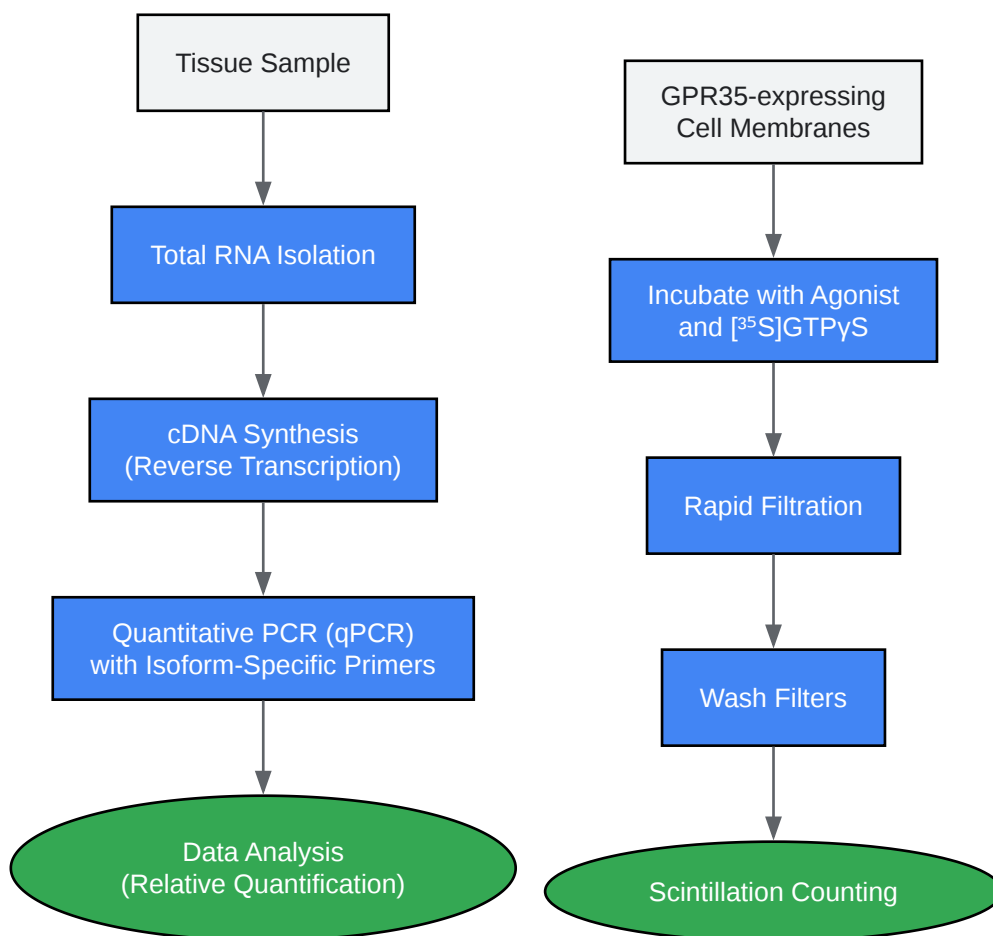 Tissue Sample
Total RNA Isolation
cDNA Synthesis
(Reverse Transcription)
Quantitative PCR (qPCR)
with Isoform-Specific Primers
Data Analysis
(Relative Quantification)
GPR35-expressing
Cell Membranes
Incubate with Agonist
and [³⁵S]GTPγS
Rapid Filtration
Wash Filters
Scintillation Counting